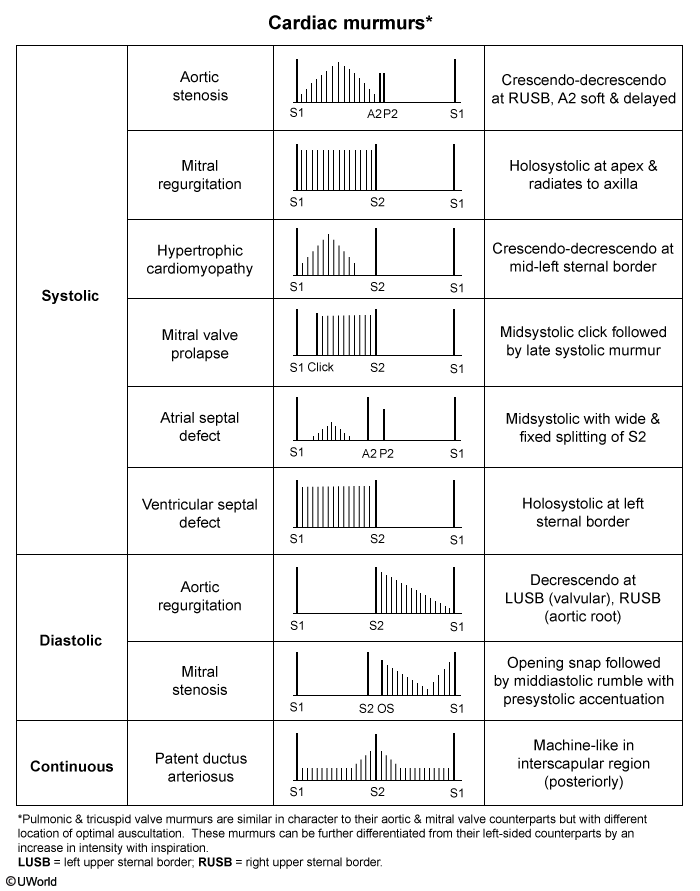 Cardiac murmurs*
Systolic
Aortic
stenosis
S1 A2 P2 S1
Crescendo-decrescendo
at RUSB, A2 soft & delayed
Mitral
regurgitation
S1 S2 S1
Holosystolic at apex &
radiates to axilla
Hypertrophic
cardiomyopathy
S1 S2 S1
Crescendo-decrescendo at
mid-left sternal border
Mitral valve
prolapse
S1 Click S2 S1
Midsystolic click followed
by late systolic murmur
Atrial septal
defect
S1 A2 P2 S1
Midsystolic with wide &
fixed splitting of S2
Ventricular septal
defect
S1 S2 S1
Holosystolic at left
sternal border
Diastolic
Aortic
regurgitation
S1 S2 S1
Decrescendo at
LUSB (valvular), RUSB
(aortic root)
Mitral
stenosis
S1 S2 OS S1
Opening snap followed
by middiastolic rumble with
presystolic accentuation
Continuous
Patent ductus
arteriosus
S1 S2 S1
Machine-like in
interscapular region
(posteriorly)
*Pulmonic & tricuspid valve murmurs are similar in character to their aortic & mitral valve counterparts but with different
location of optimal auscultation. These murmurs can be further differentiated from their left-sided counterparts by an
increase in intensity with inspiration.
LUSB = left upper sternal border; RUSB = right upper sternal border.
©UWorld